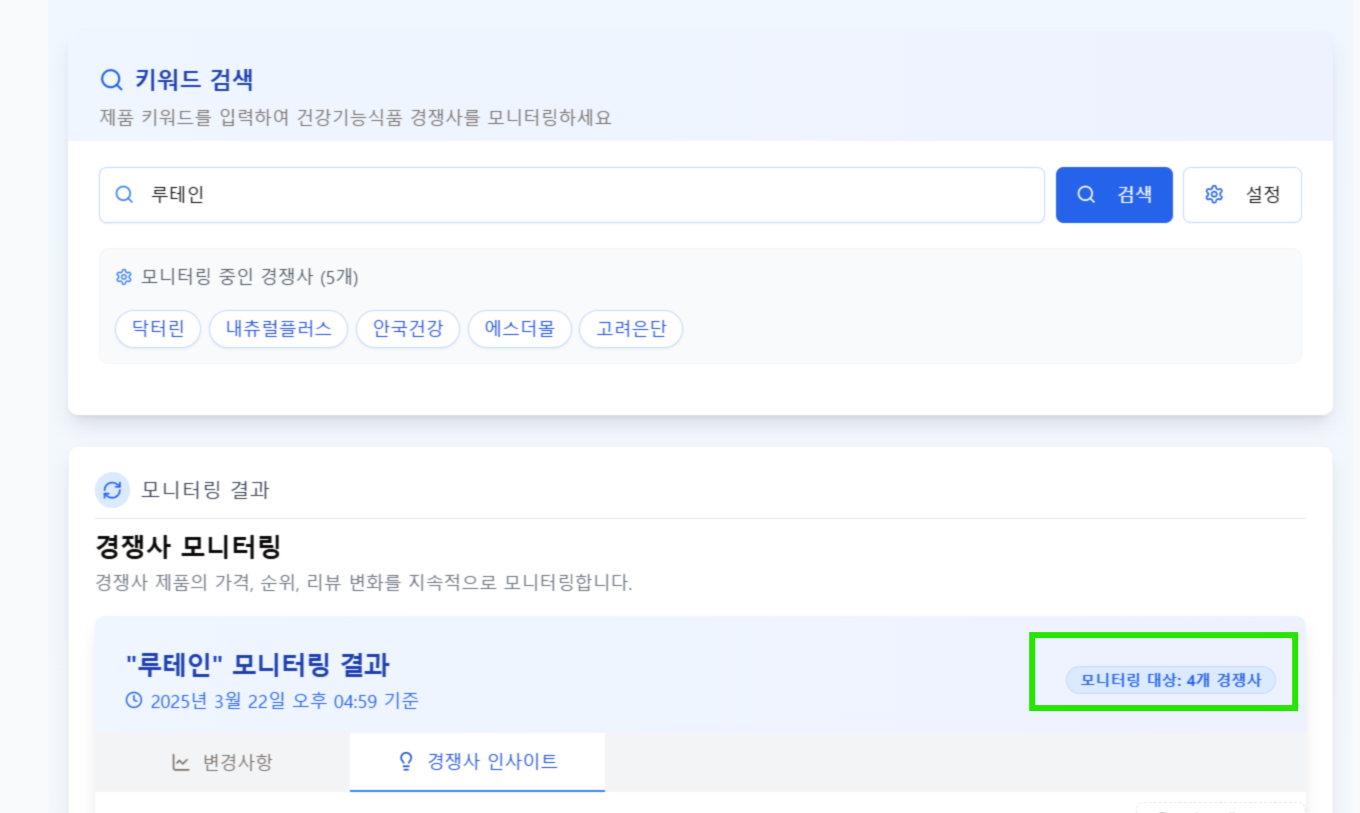 키워드 검색
제품 키워드를 입력하여 건강기능식품 경쟁사를 모니터링하세요
루테인
검색
설정
모니터링 중인 경쟁사 (5개)
닥터린
내츄럴플러스
안국건강
에스더몰
고려은단
모니터링 결과
경쟁사 모니터링
경쟁사 제품의 가격, 순위, 리뷰 변화를 지속적으로 모니터링합니다.
"루테인" 모니터링 결과
모니터링 대상: 4개 경쟁사
2025년 3월 22일 오후 04:59 기준
변경사항
경쟁사 인사이트